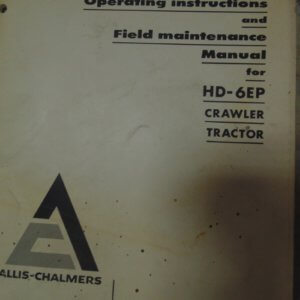 Operating instructions
and
Field maintenance
Manual
for
HD-6EP
CRAWLER
TRACTOR
ALLIS-CHALMERS